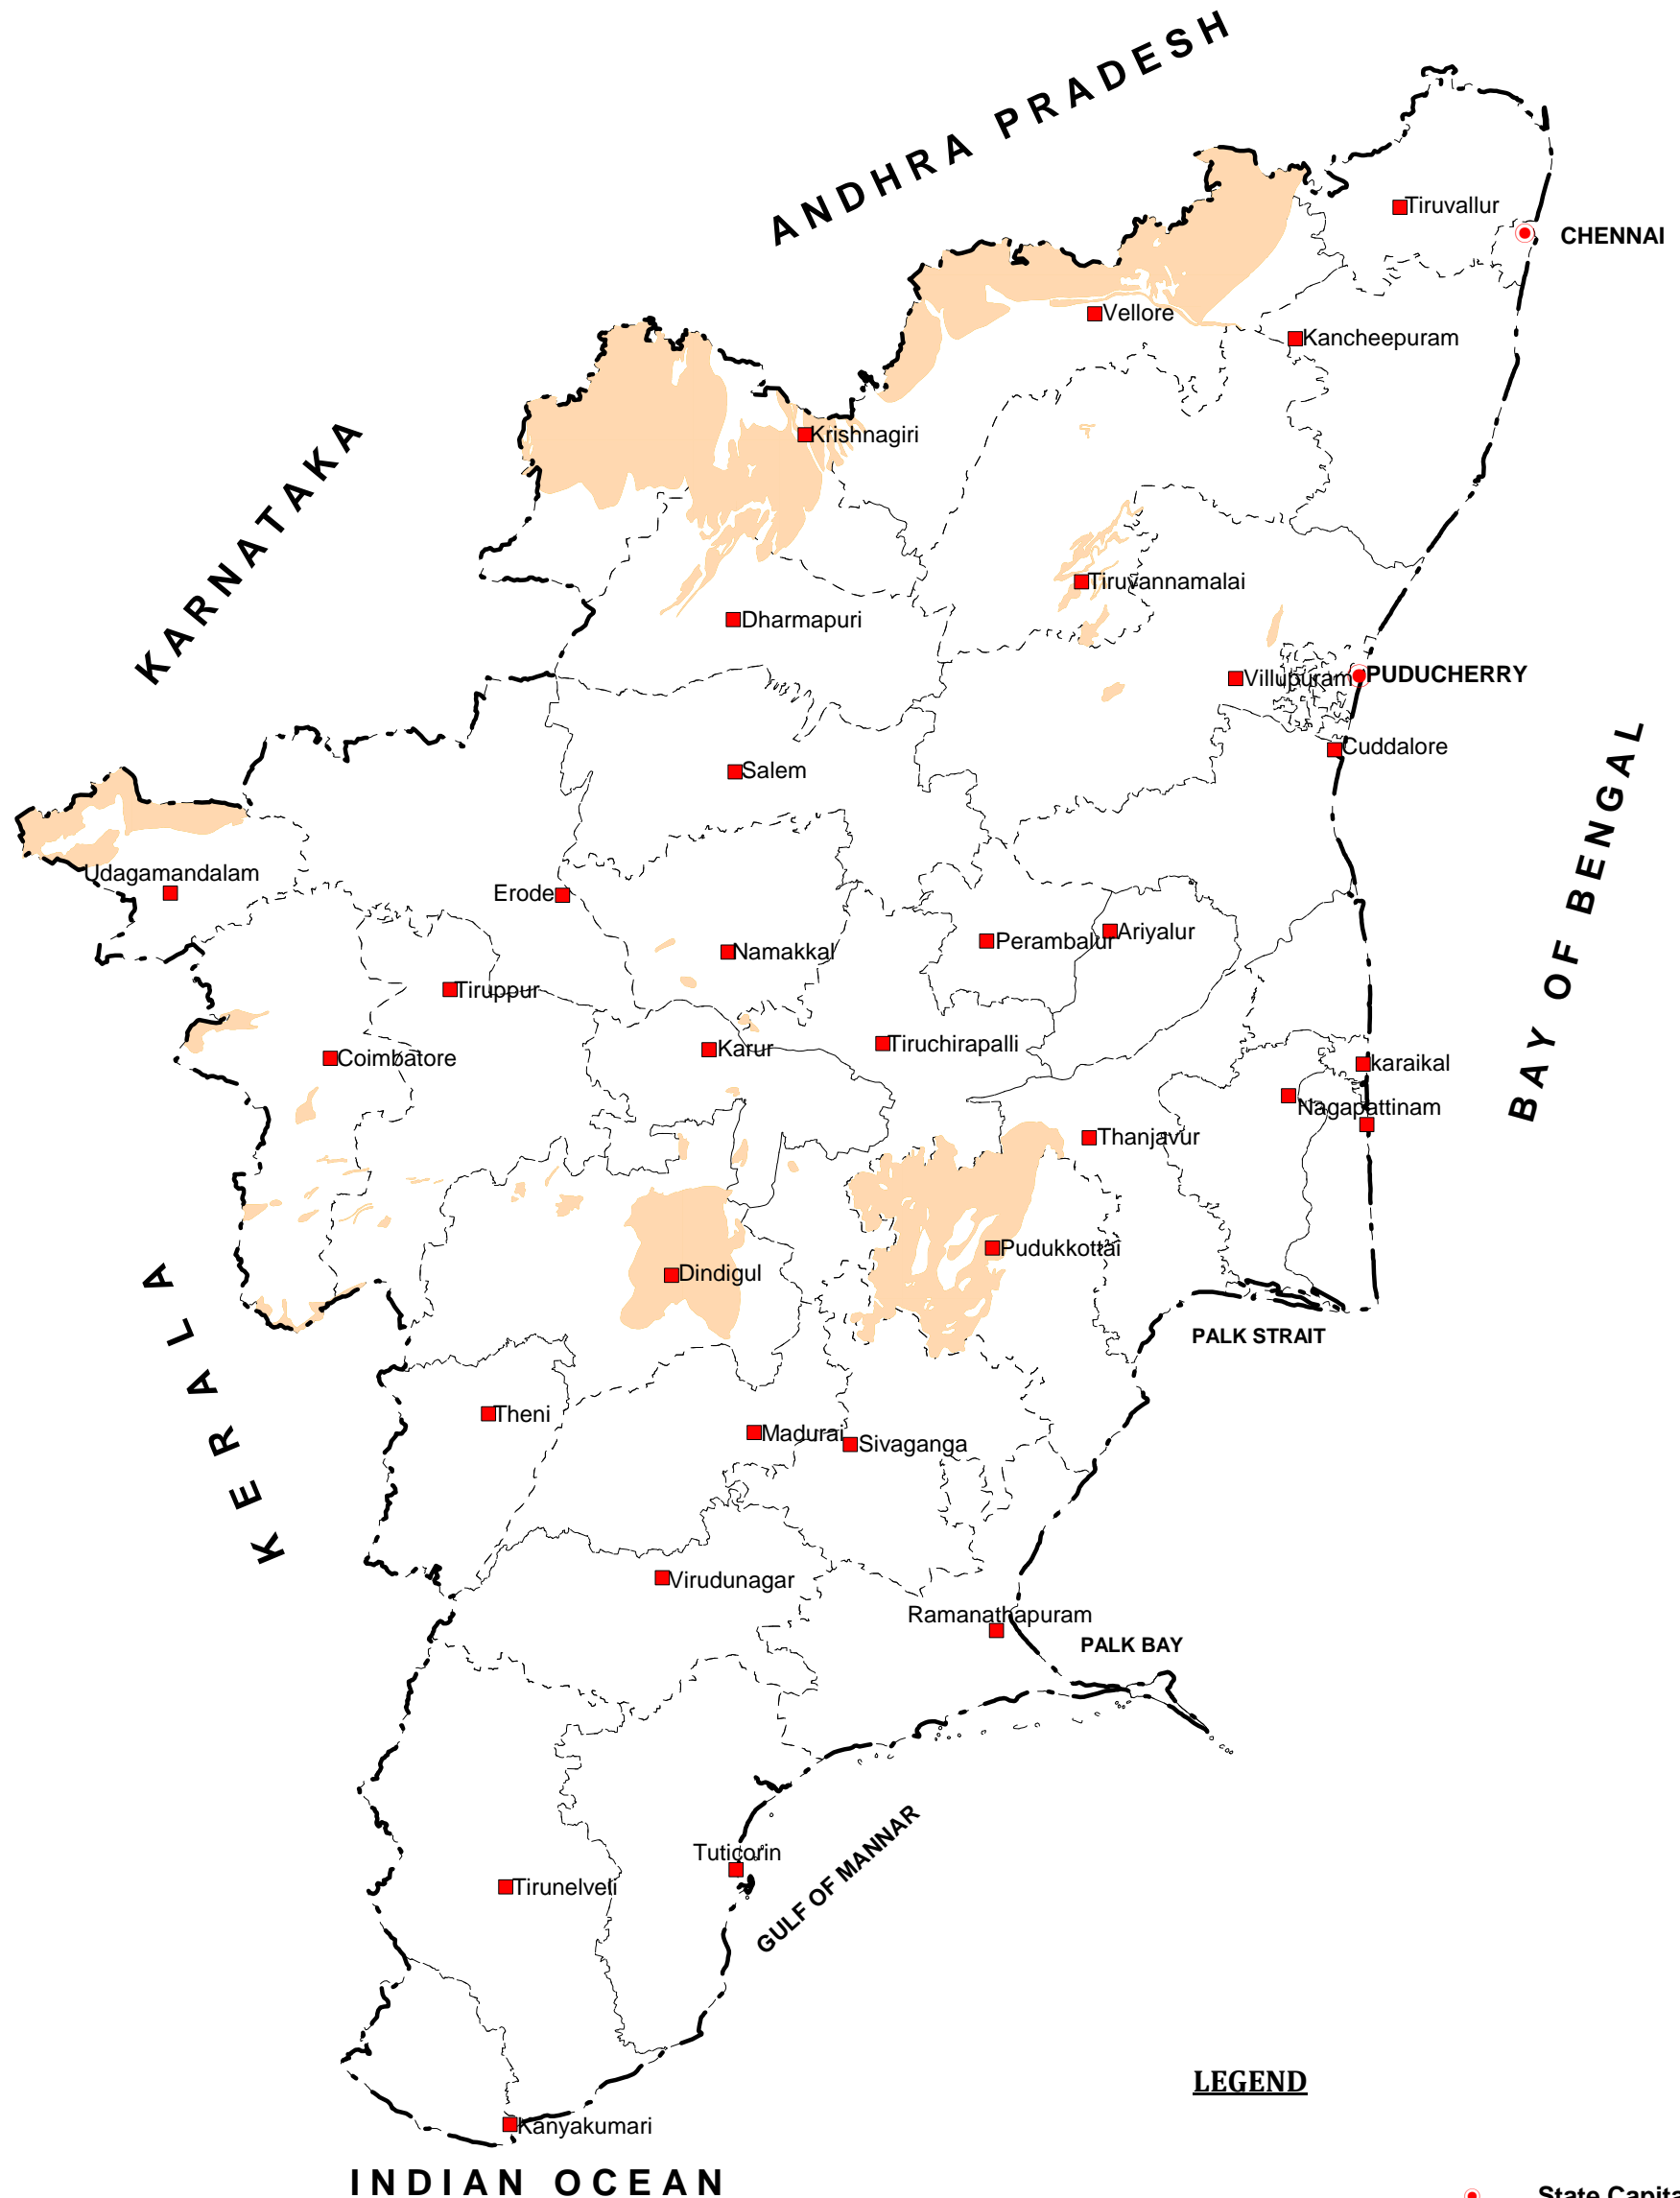 ANDHRA PRADESH
Tiruvallur
CHENNAI
Vellore
Kancheepuram
KARNATAKA
Krishnagiri
Tiruvannamalai
Dharmapuri
Villupuram
PUDUCHERRY
Cuddalore
BAY OF BENGAL
Salem
Udagamandalam
Erode
Namakkal
Perambalur
Ariyalur
Tiruppur
Karur
Tiruchirapalli
Coimbatore
karaikal
Nagapattinam
Thanjavur
Pudukkottai
Dindigul
KERALA
PALK STRAIT
Theni
Madurai
Sivaganga
Virudunagar
Ramanathapuram
PALK BAY
Tuticorin
GULF OF MANNAR
Tirunelveli
LEGEND
Kanyakumari
INDIAN OCEAN
State Capita